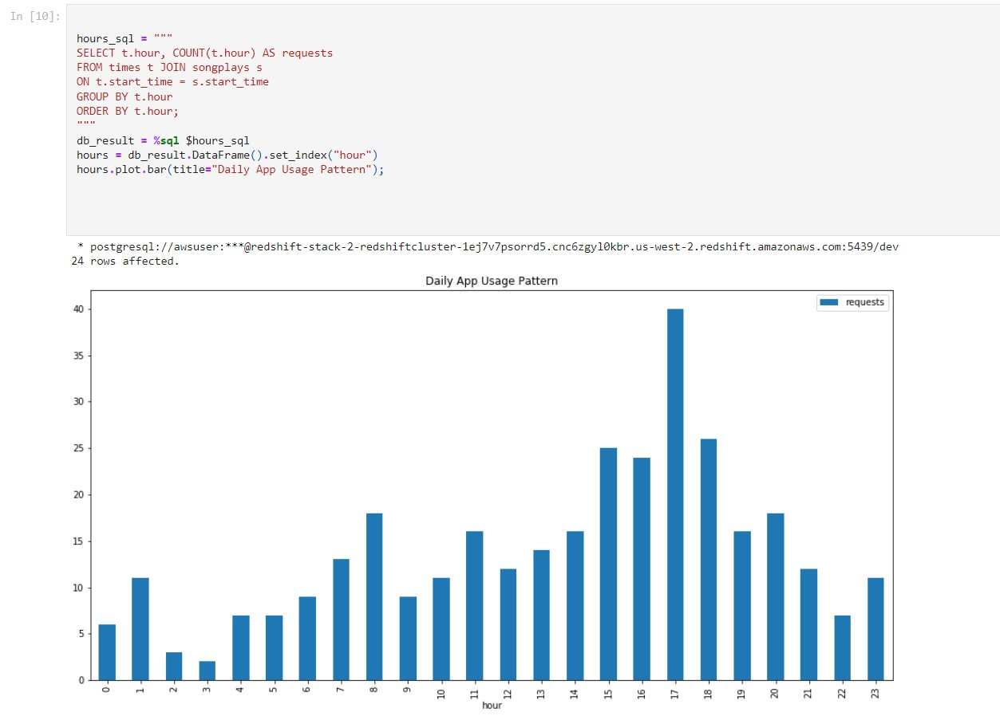 In [10]:
hours_sql = """
SELECT t.hour, COUNT(t.hour) AS requests
FROM times t JOIN songplays s
ON t.start_time = s.start_time
GROUP BY t.hour
ORDER BY t.hour;
"""
db_result = %sql $hours_sql
hours = db_result.DataFrame().set_index("hour")
hours.plot.bar(title="Daily App Usage Pattern");
* postgresql://awsuser:***@redshift-stack-2-redshiftcluster-1ej7v7psorrd5.cnc6zgyl0kbr.us-west-2.redshift.amazonaws.com:5439/dev
24 rows affected.
Daily App Usage Pattern
requests
40
35
30
25
20
15
10
5
0
0 1 2 3 4 5 6 7 8 9 10 11 12 13 14 15 16 17 18 19 20 21 22 23
hour